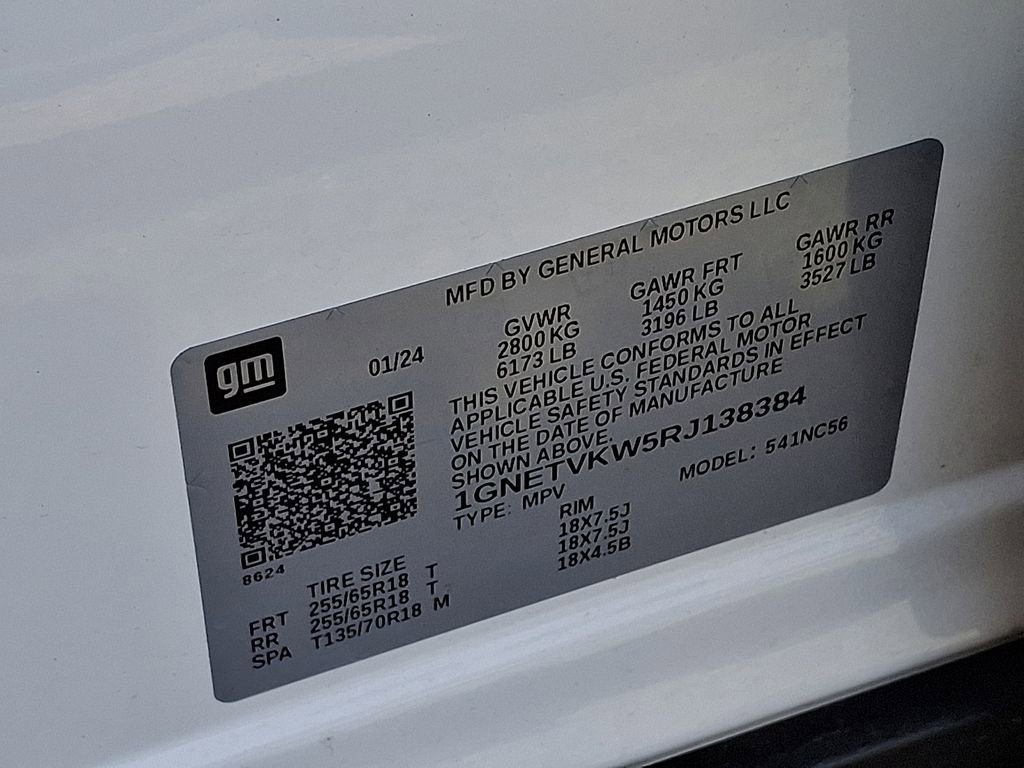 MFD BY GENERAL MOTORS LLC
gm
01/24
GVWR GAWR FRT GAWR RR
2800 KG 1450 KG 1600 KG
6173 LB 3196 LB 3527 LB
THIS VEHICLE CONFORMS TO ALL
APPLICABLE U.S. FEDERAL MOTOR
VEHICLE SAFETY STANDARDS IN EFFECT
ON THE DATE OF MANUFACTURE
SHOWN ABOVE.
1GNETVKW5RJ138384
TYPE: MPV MODEL: 541NC56
8624
TIRE SIZE RIM
FRT 255/65R18 T 18X7.5J
RR 255/65R18 T 18X7.5J
SPA T135/70R18 M 18X4.5B